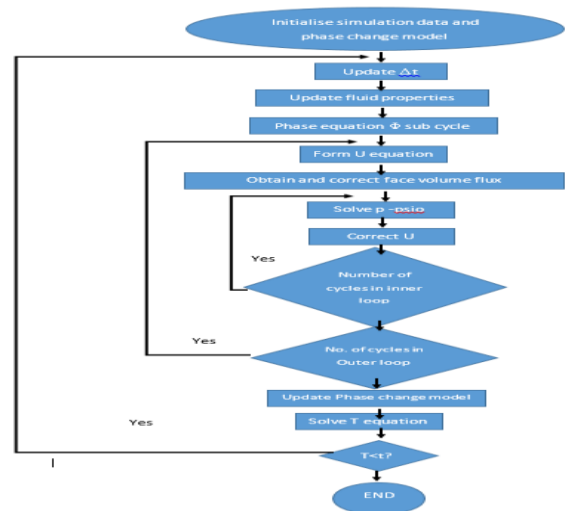 Initialise simulation data and
phase change model
Update Δt
Update fluid properties
Phase equation Φ sub cycle
Form U equation
Obtain and correct face volume flux
Solve p -psio
Correct U
Yes
Number of
cycles in inner
loop
Yes
No. of cycles in
Outer loop
Update Phase change model
Yes
Solve T equation
T<t?
END